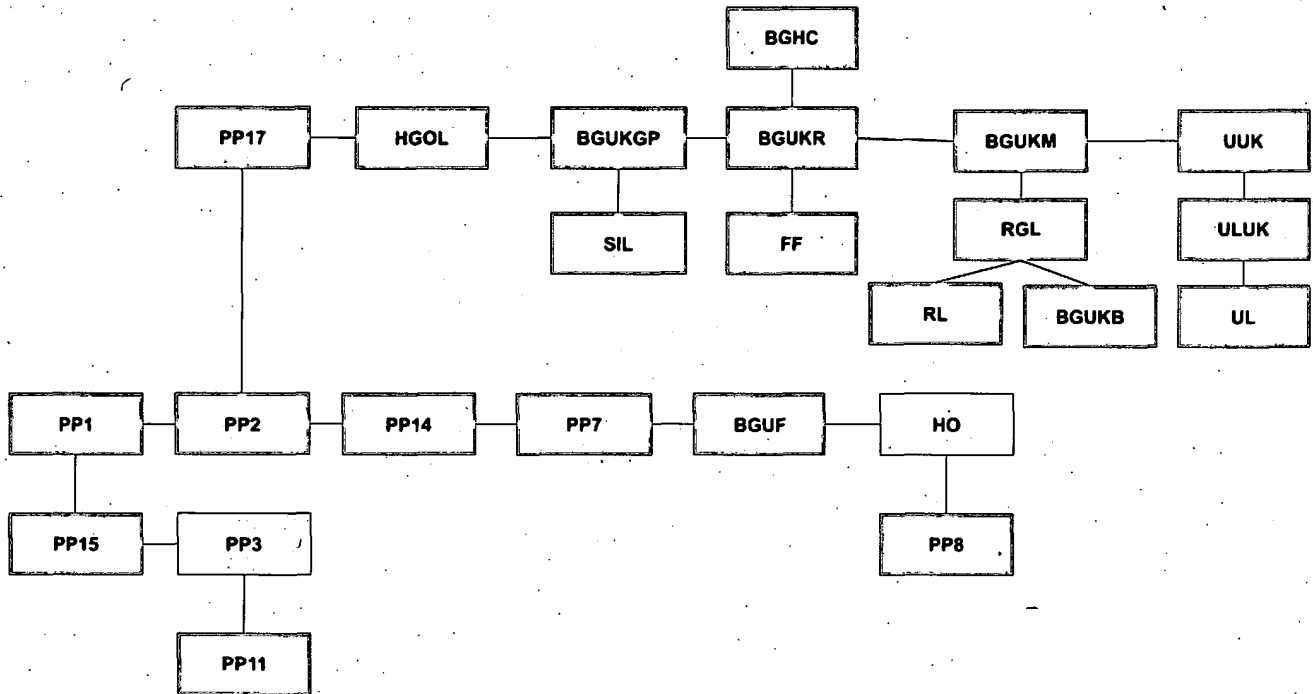 BGHC
PP17
HGOL
BGUKGP
BGUKR
BGUKM
UUK
SIL
FF
RGL
ULUK
RL
BGUKB
UL
PP1
PP2
PP14
PP7
BGUF
HO
PP15
PP3
PP8
PP11